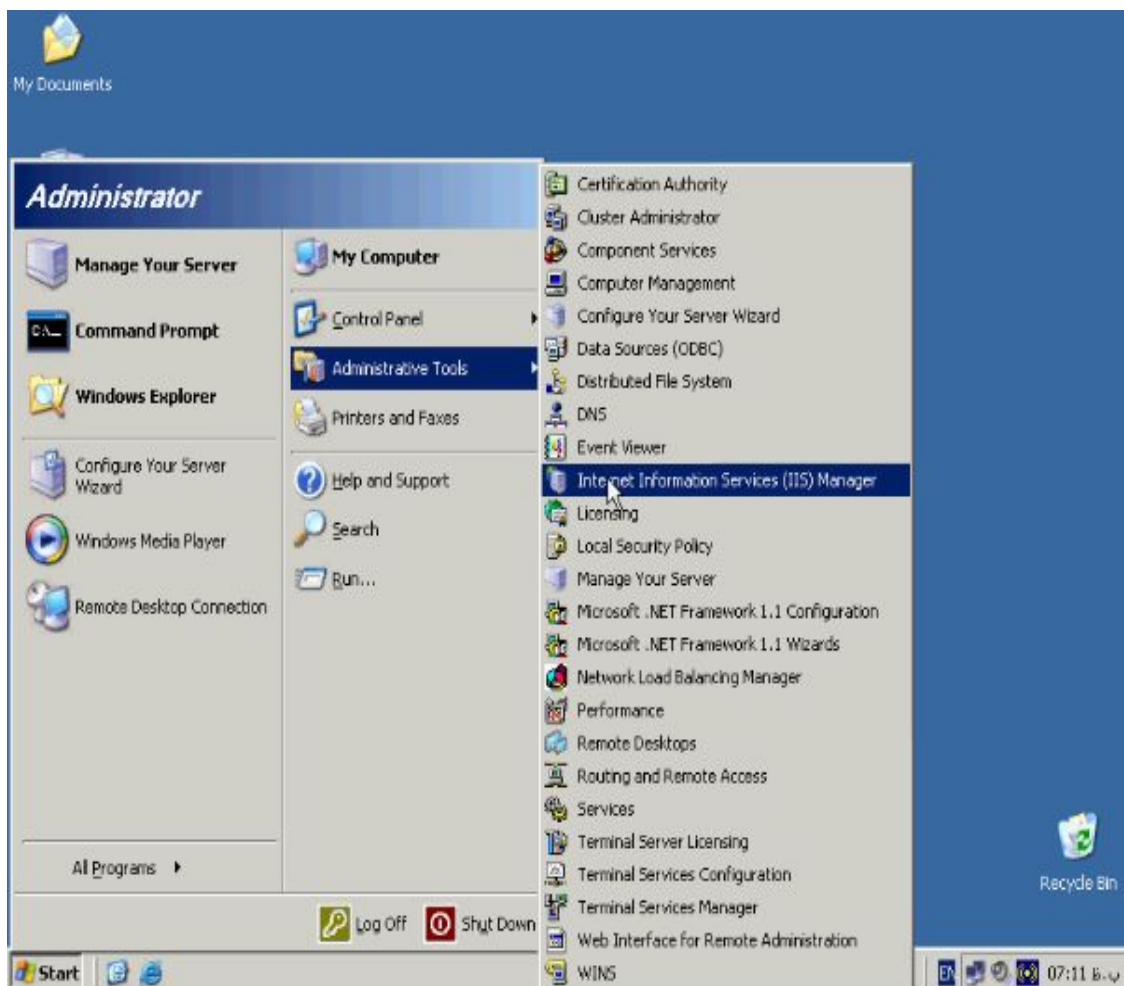 My Documents
Administrator
Manage Your Server
Command Prompt
Windows Explorer
Configure Your Server
Wizard
Windows Media Player
Remote Desktop Connection
All Programs
My Computer
Control Panel
Administrative Tools
Printers and Faxes
Help and Support
Search
Run...
Log Off
Shut Down
Certification Authority
Cluster Administrator
Component Services
Computer Management
Configure Your Server Wizard
Data Sources (ODBC)
Distributed File System
DNS
Event Viewer
Internet Information Services (IIS) Manager
Licensing
Local Security Policy
Manage Your Server
Microsoft .NET Framework 1.1 Configuration
Microsoft .NET Framework 1.1 Wizards
Network Load Balancing Manager
Performance
Remote Desktops
Routing and Remote Access
Services
Terminal Server Licensing
Terminal Services Configuration
Terminal Services Manager
Web Interface for Remote Administration
WINS
Recycle Bin
Start
EN
07:11 ب.ظ